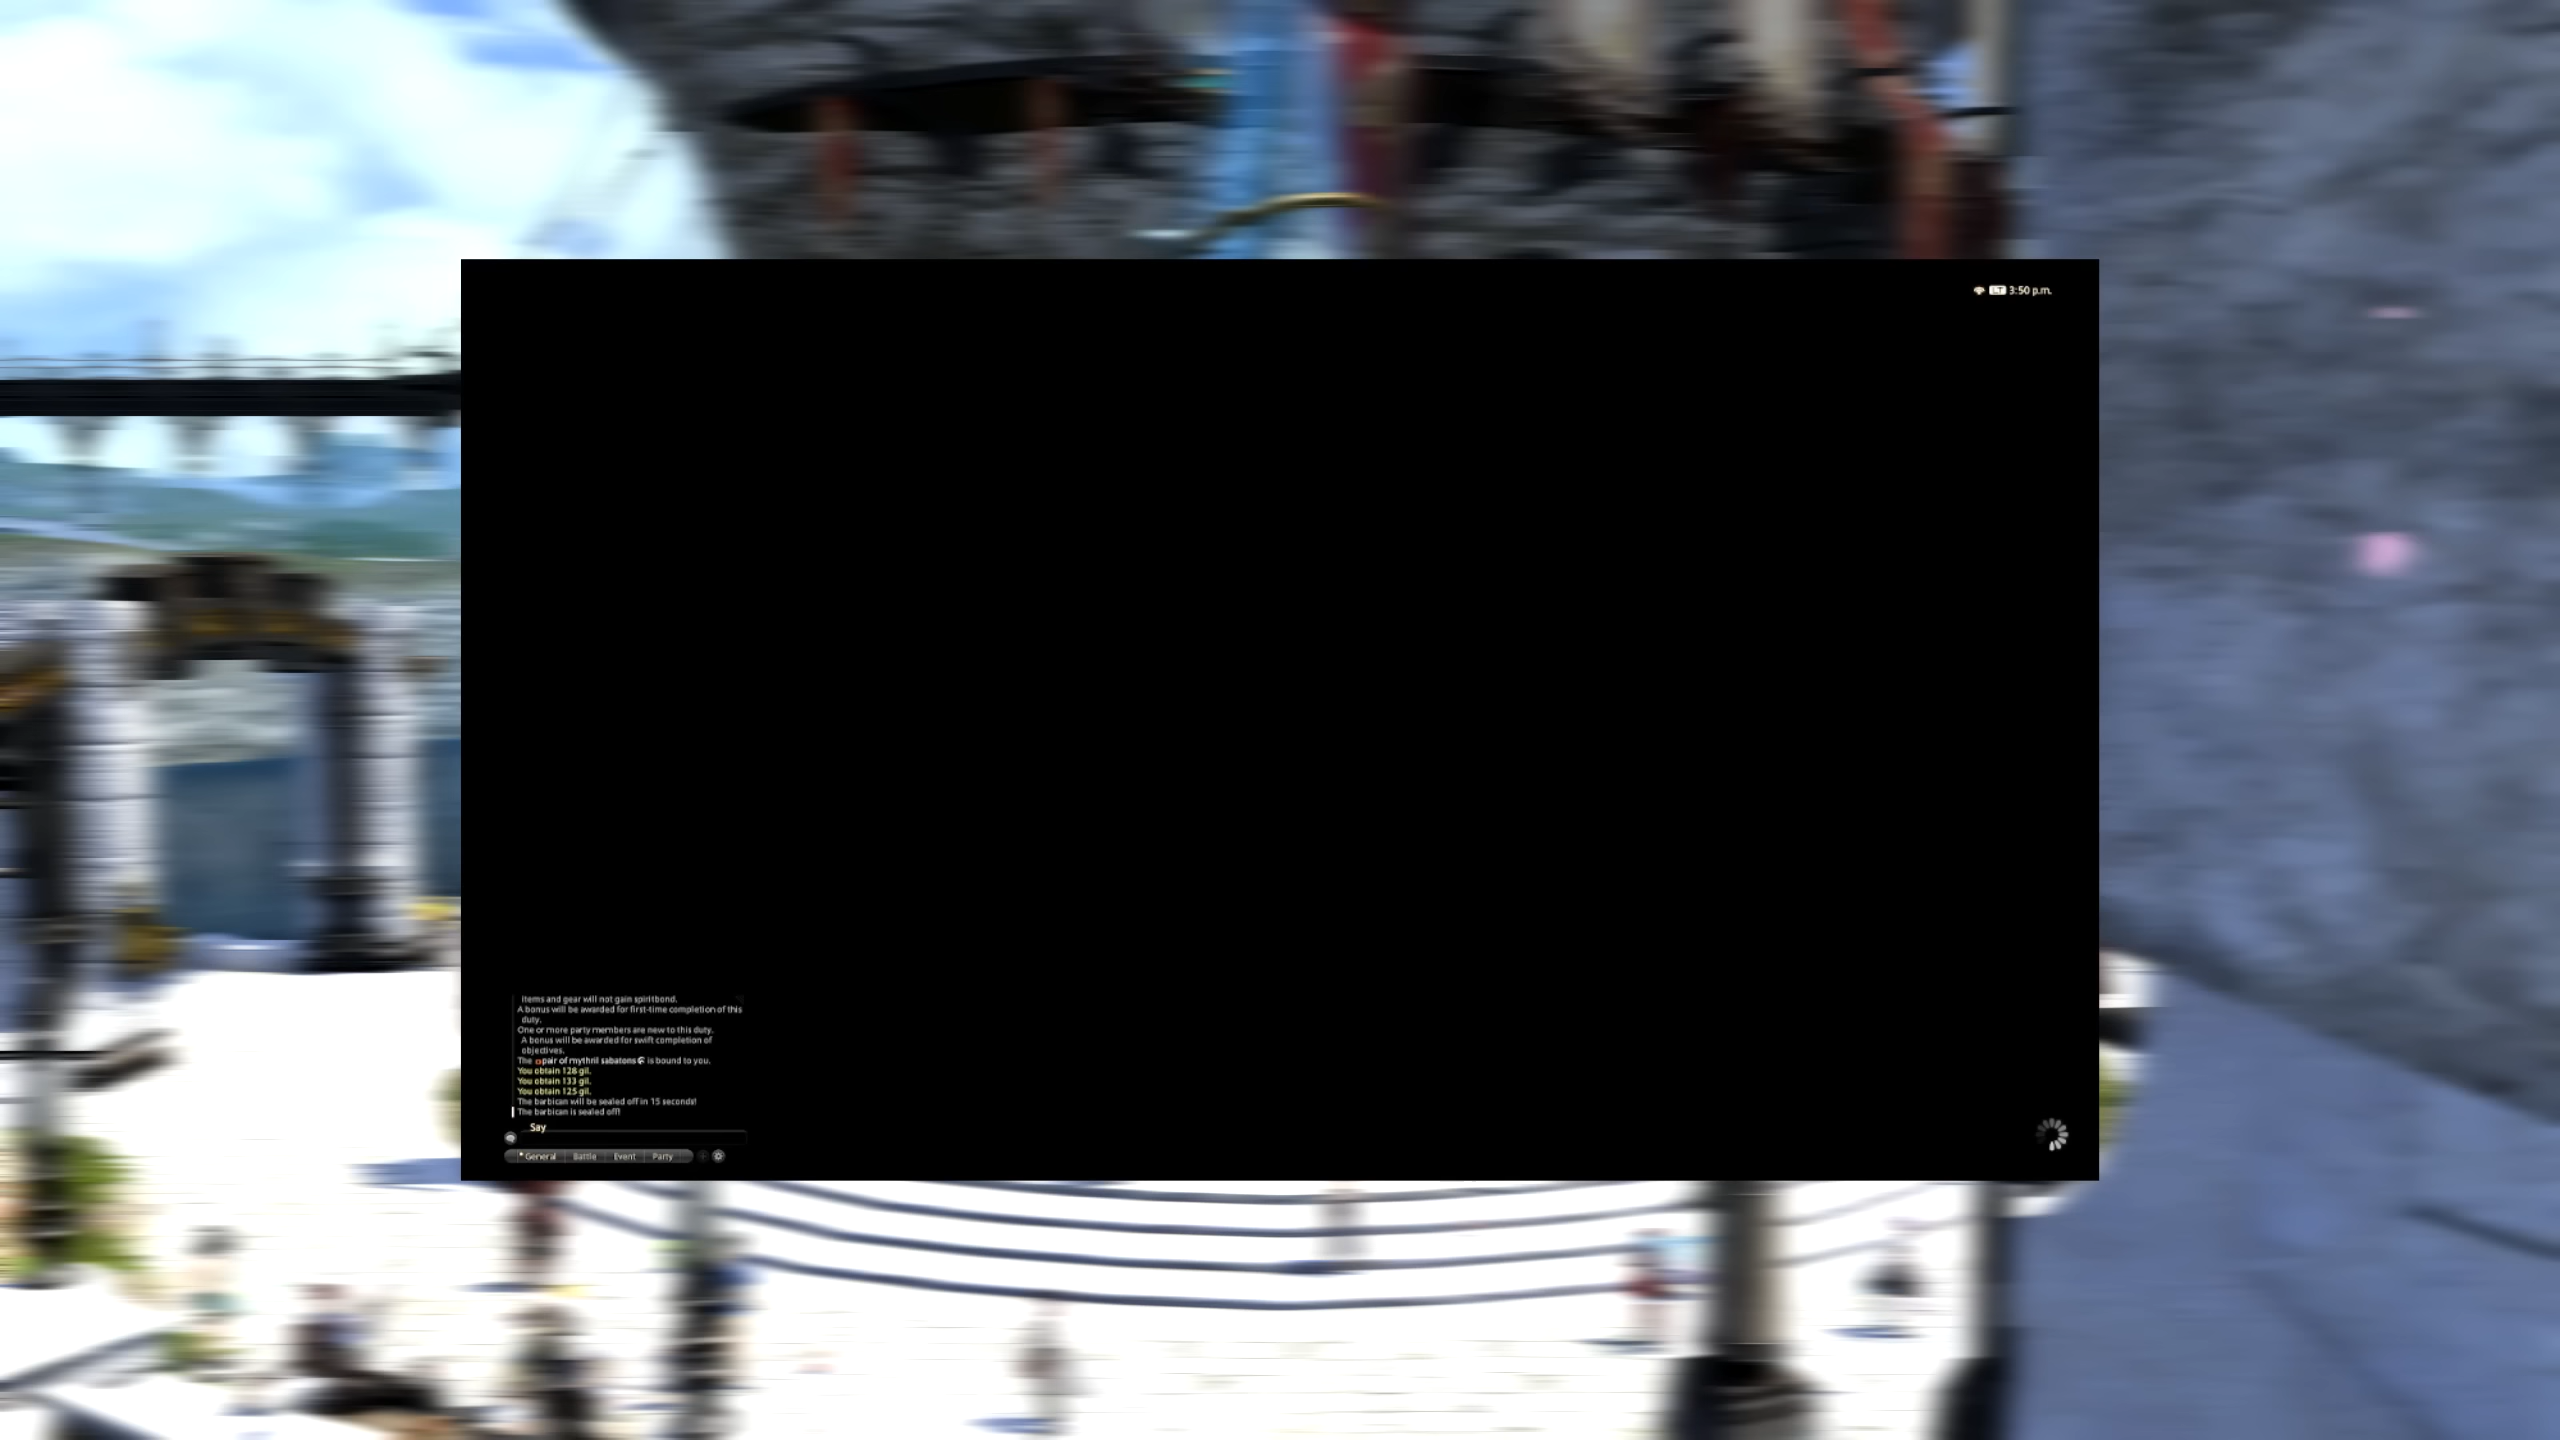 LT 3:50 p.m.
items and gear will not gain spiritbond.
A bonus will be awarded for first-time completion of this
duty.
One or more party members are new to this duty.
A bonus will be awarded for swift completion of
objectives.
The pair of mythril sabatons is bound to you.
You obtain 128 gil.
You obtain 133 gil.
You obtain 125 gil.
The barbican will be sealed off in 15 seconds!
The barbican is sealed off!
Say
General Battle Event Party